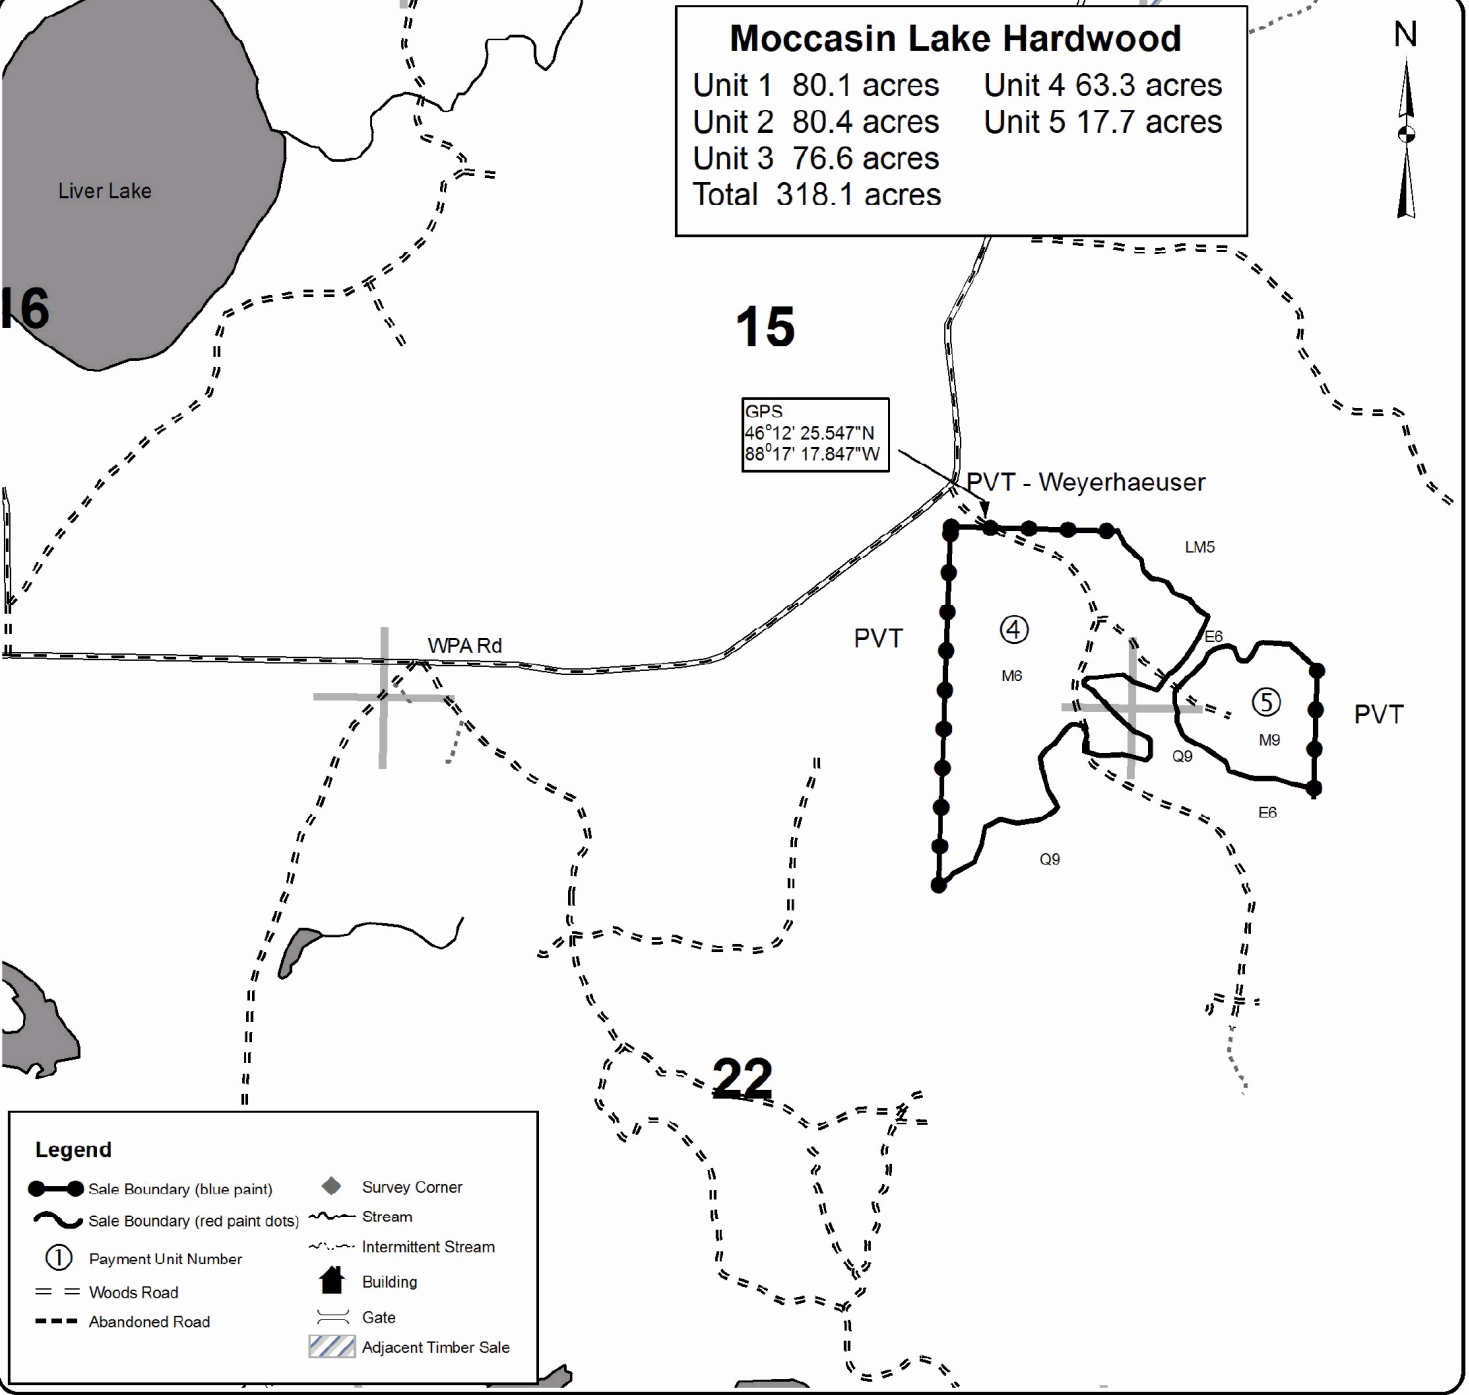 Moccasin Lake Hardwood
Unit 1 80.1 acres Unit 4 63.3 acres
Unit 2 80.4 acres Unit 5 17.7 acres
Unit 3 76.6 acres
Total 318.1 acres
N
Liver Lake
16
15
GPS
46°12' 25.547"N
88°17' 17.847"W
PVT - Weyerhaeuser
LM5
4
PVT
E6
WPA Rd
M6
5
PVT
M9
Q9
E6
Q9
22
Legend
Sale Boundary (blue paint)
Sale Boundary (red paint dots)
1 Payment Unit Number
Woods Road
Abandoned Road
Survey Corner
Stream
Intermittent Stream
Building
Gate
Adjacent Timber Sale